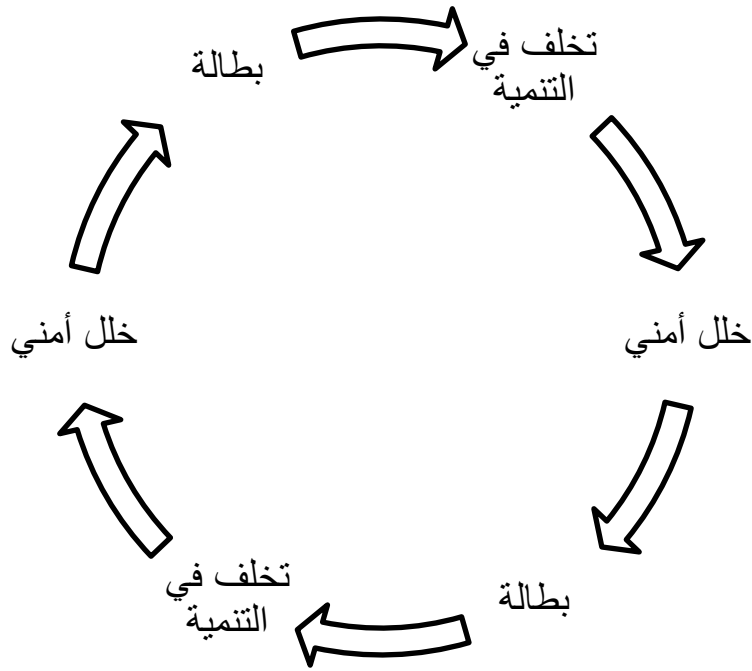 بطالة
تخلف في
التنمية
خلل أمني
بطالة
تخلف في
التنمية
خلل أمني